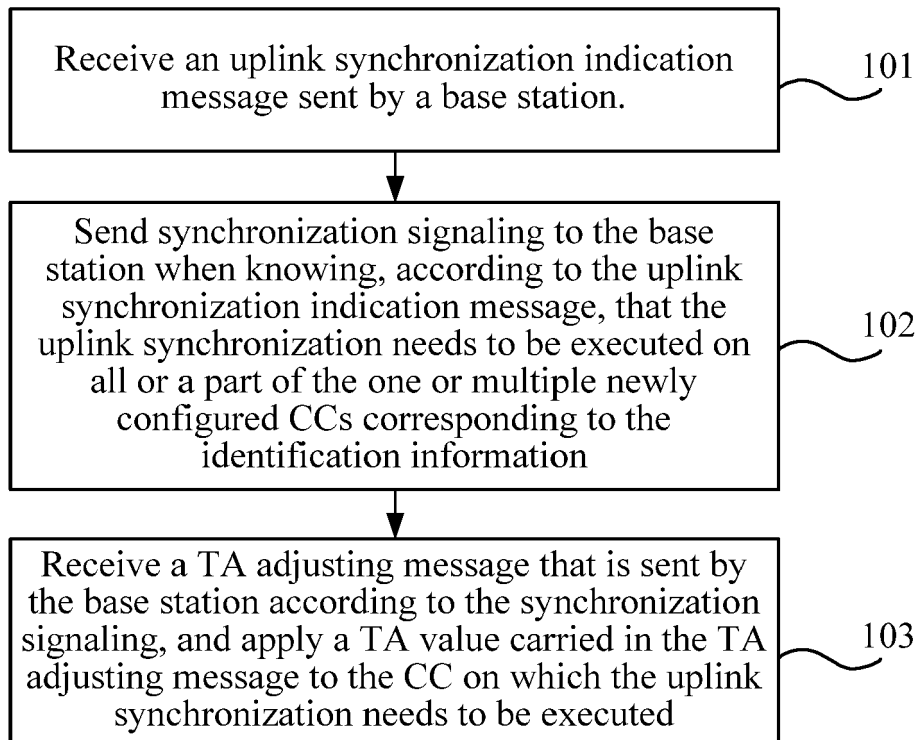 Receive an uplink synchronization indication
message sent by a base station.
101
Send synchronization signaling to the base
station when knowing, according to the uplink
synchronization indication message, that the
uplink synchronization needs to be executed on
all or a part of the one or multiple newly
configured CCs corresponding to the
identification information
102
Receive a TA adjusting message that is sent by
the base station according to the synchronization
signaling, and apply a TA value carried in the TA
adjusting message to the CC on which the uplink
synchronization needs to be executed
103